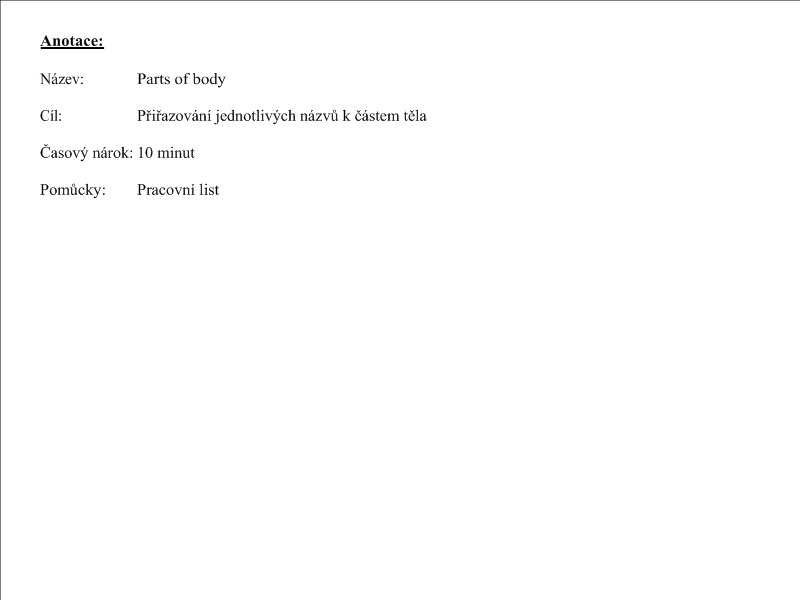 Anotace:
Název: Parts of body
Cíl: Přiřazování jednotlivých názvů k částem těla
Časový nárok: 10 minut
Pomůcky: Pracovní list